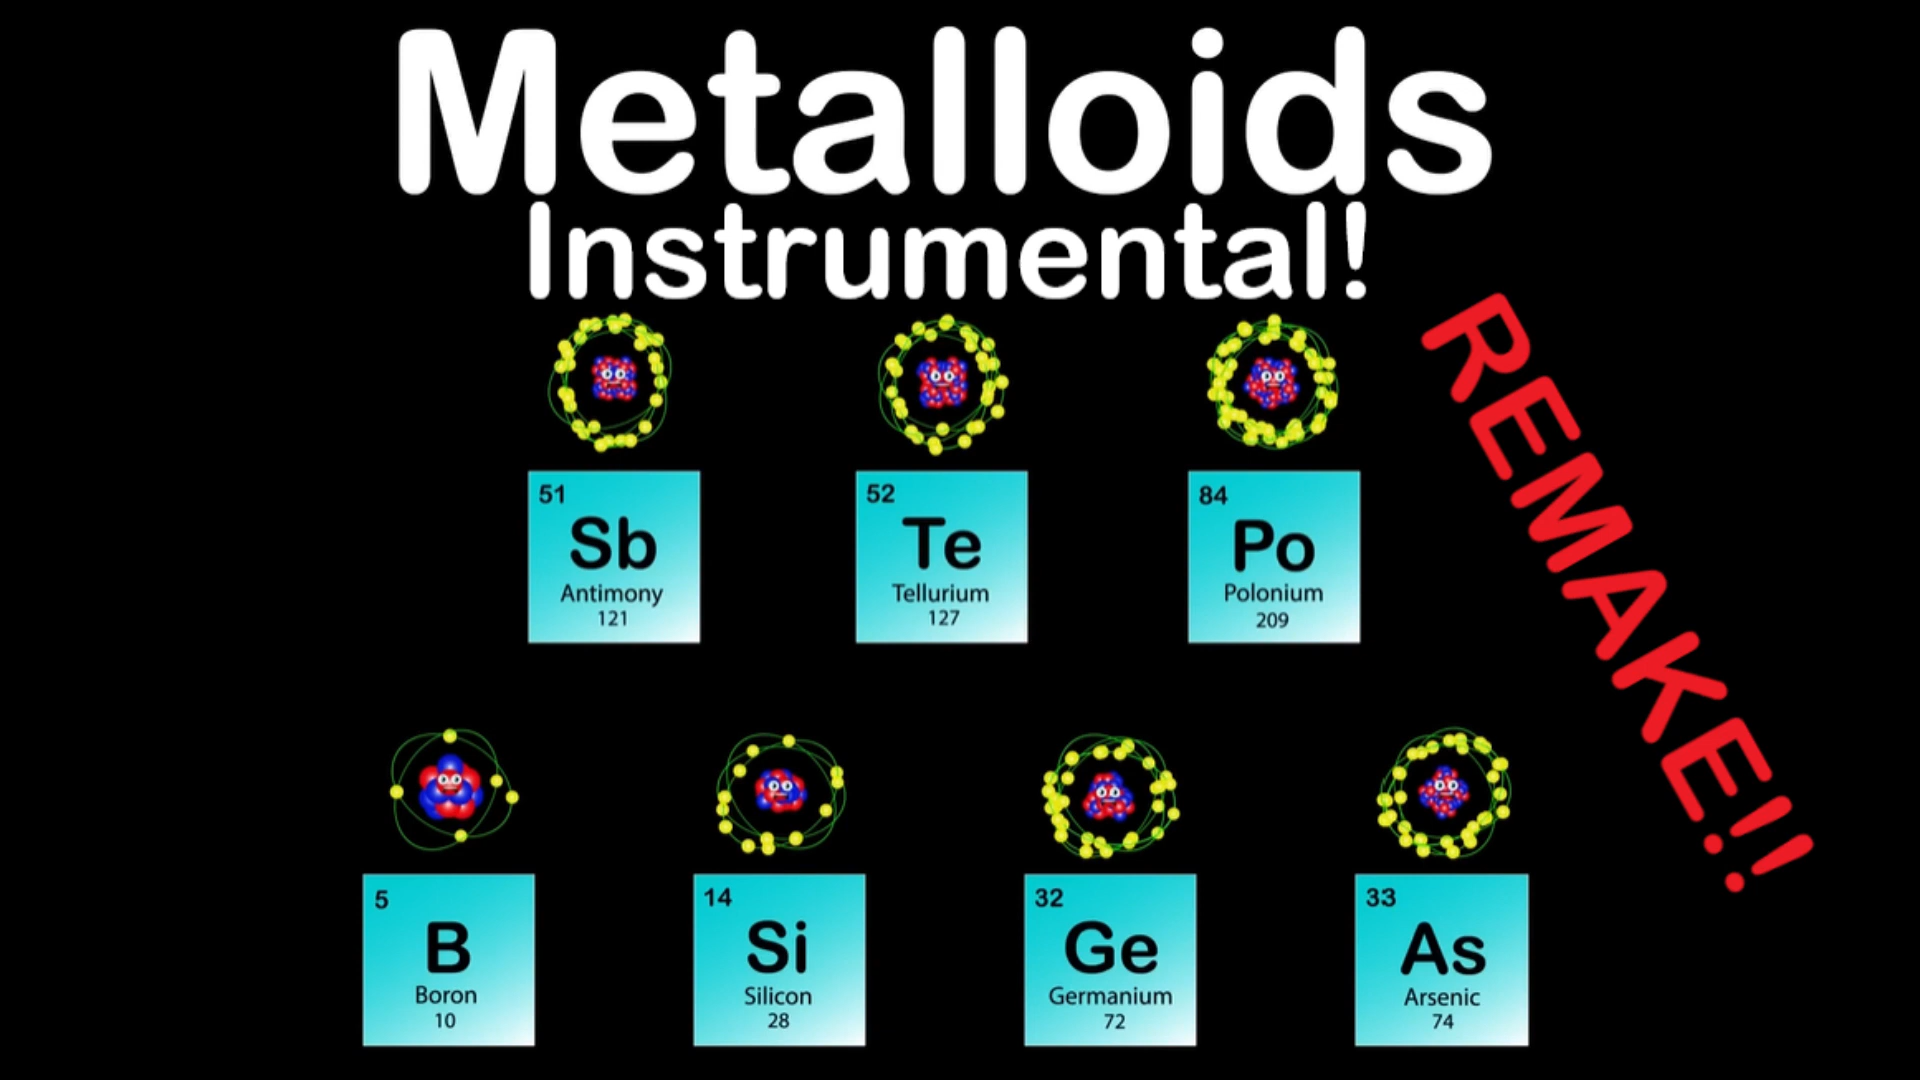 Metalloids
Instrumental!
REMAKE!!
51
Sb
Antimony
121
52
Te
Tellurium
127
84
Po
Polonium
209
5
B
Boron
10
14
Si
Silicon
28
32
Ge
Germanium
72
33
As
Arsenic
74